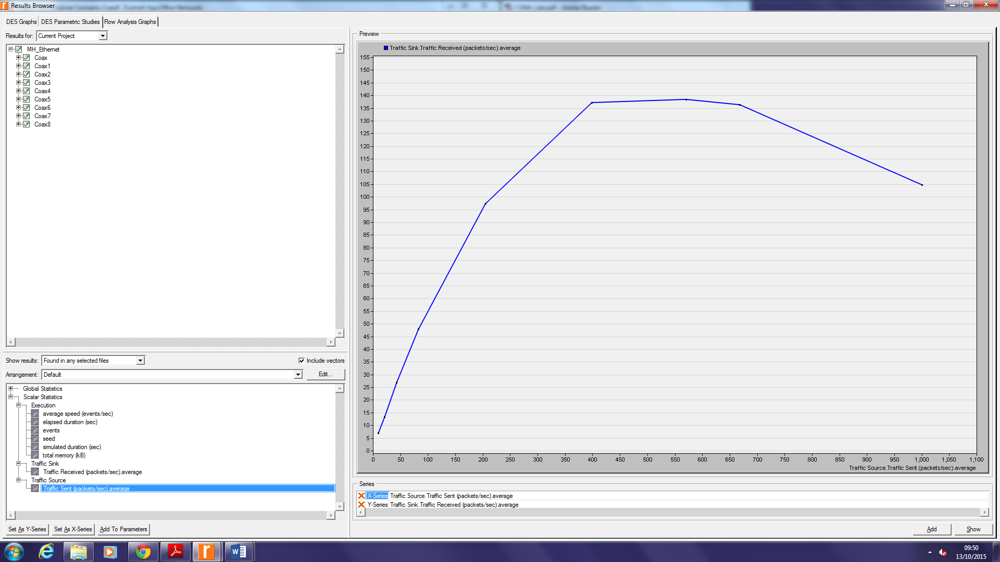 Results Browser
DES Graphs DES Parametric Studies Flow Analysis Graphs
Results for: Current Project
MH_Ethernet
Coax
Coax1
Coax2
Coax3
Coax4
Coax5
Coax6
Coax7
Coax8
Show results: Found in any selected files Include vectors
Arrangement: Default Edit...
Global Statistics
Scalar Statistics
Execution
average speed (events/sec)
elapsed duration (sec)
events
seed
simulated duration (sec)
total memory (kB)
Traffic Sink
Traffic Received (packets/sec).average
Traffic Source
Traffic Sent (packets/sec).average
Set As Y-Series Set As X-Series Add To Parameters
Preview
Traffic Sink.Traffic Received (packets/sec).average
155
150
145
140
135
130
125
120
115
110
105
100
95
90
85
80
75
70
65
60
55
50
45
40
35
30
25
20
15
10
5
0
0 50 100 150 200 250 300 350 400 450 500 550 600 650 700 750 800 850 900 950 1,000 1,050 1,100
Traffic Source.Traffic Sent (packets/sec).average
Series
X-Series Traffic Source.Traffic Sent (packets/sec).average
Y-Series Traffic Sink.Traffic Received (packets/sec).average
Add Show
09:50
13/10/2015